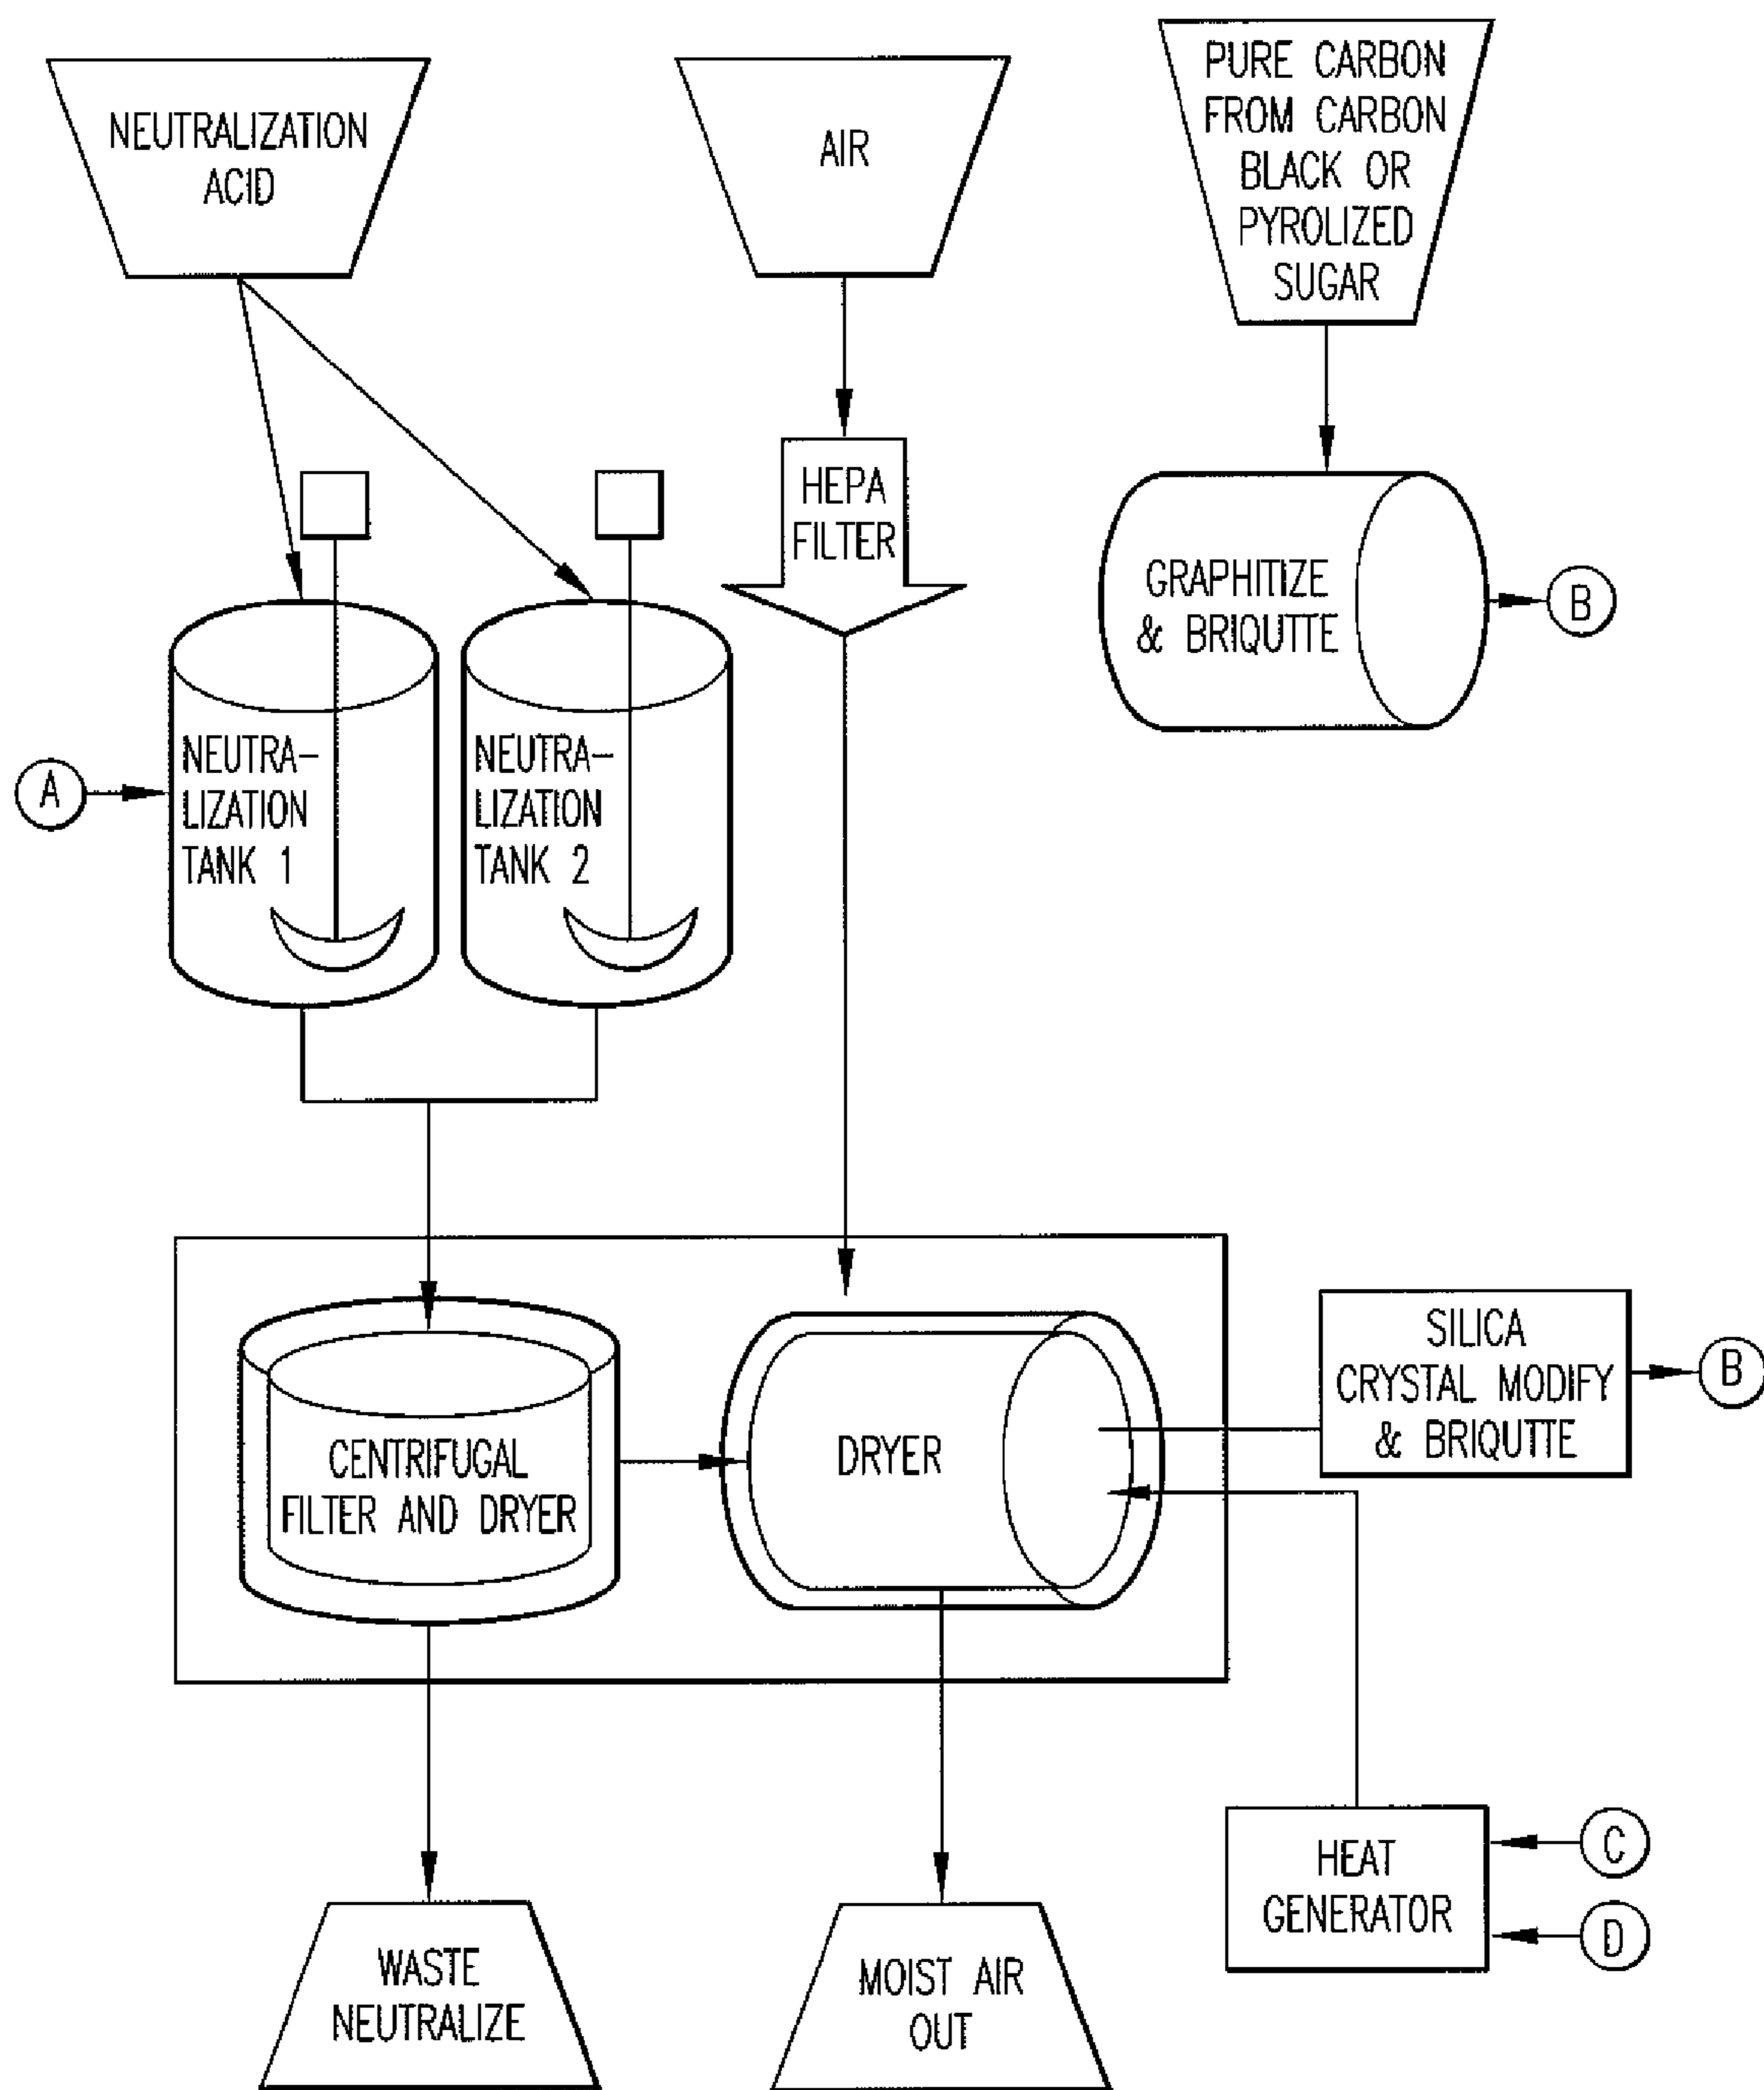 NEUTRALIZATION
ACID
AIR
PURE CARBON
FROM CARBON
BLACK OR
PYROLIZED
SUGAR
HEPA
FILTER
GRAPHITIZE
& BRIQUTTE
B
A
NEUTRA-
LIZATION
TANK 1
NEUTRA-
LIZATION
TANK 2
CENTRIFUGAL
FILTER AND DRYER
DRYER
SILICA
CRYSTAL MODIFY
& BRIQUTTE
B
HEAT
GENERATOR
C
D
WASTE
NEUTRALIZE
MOIST AIR
OUT